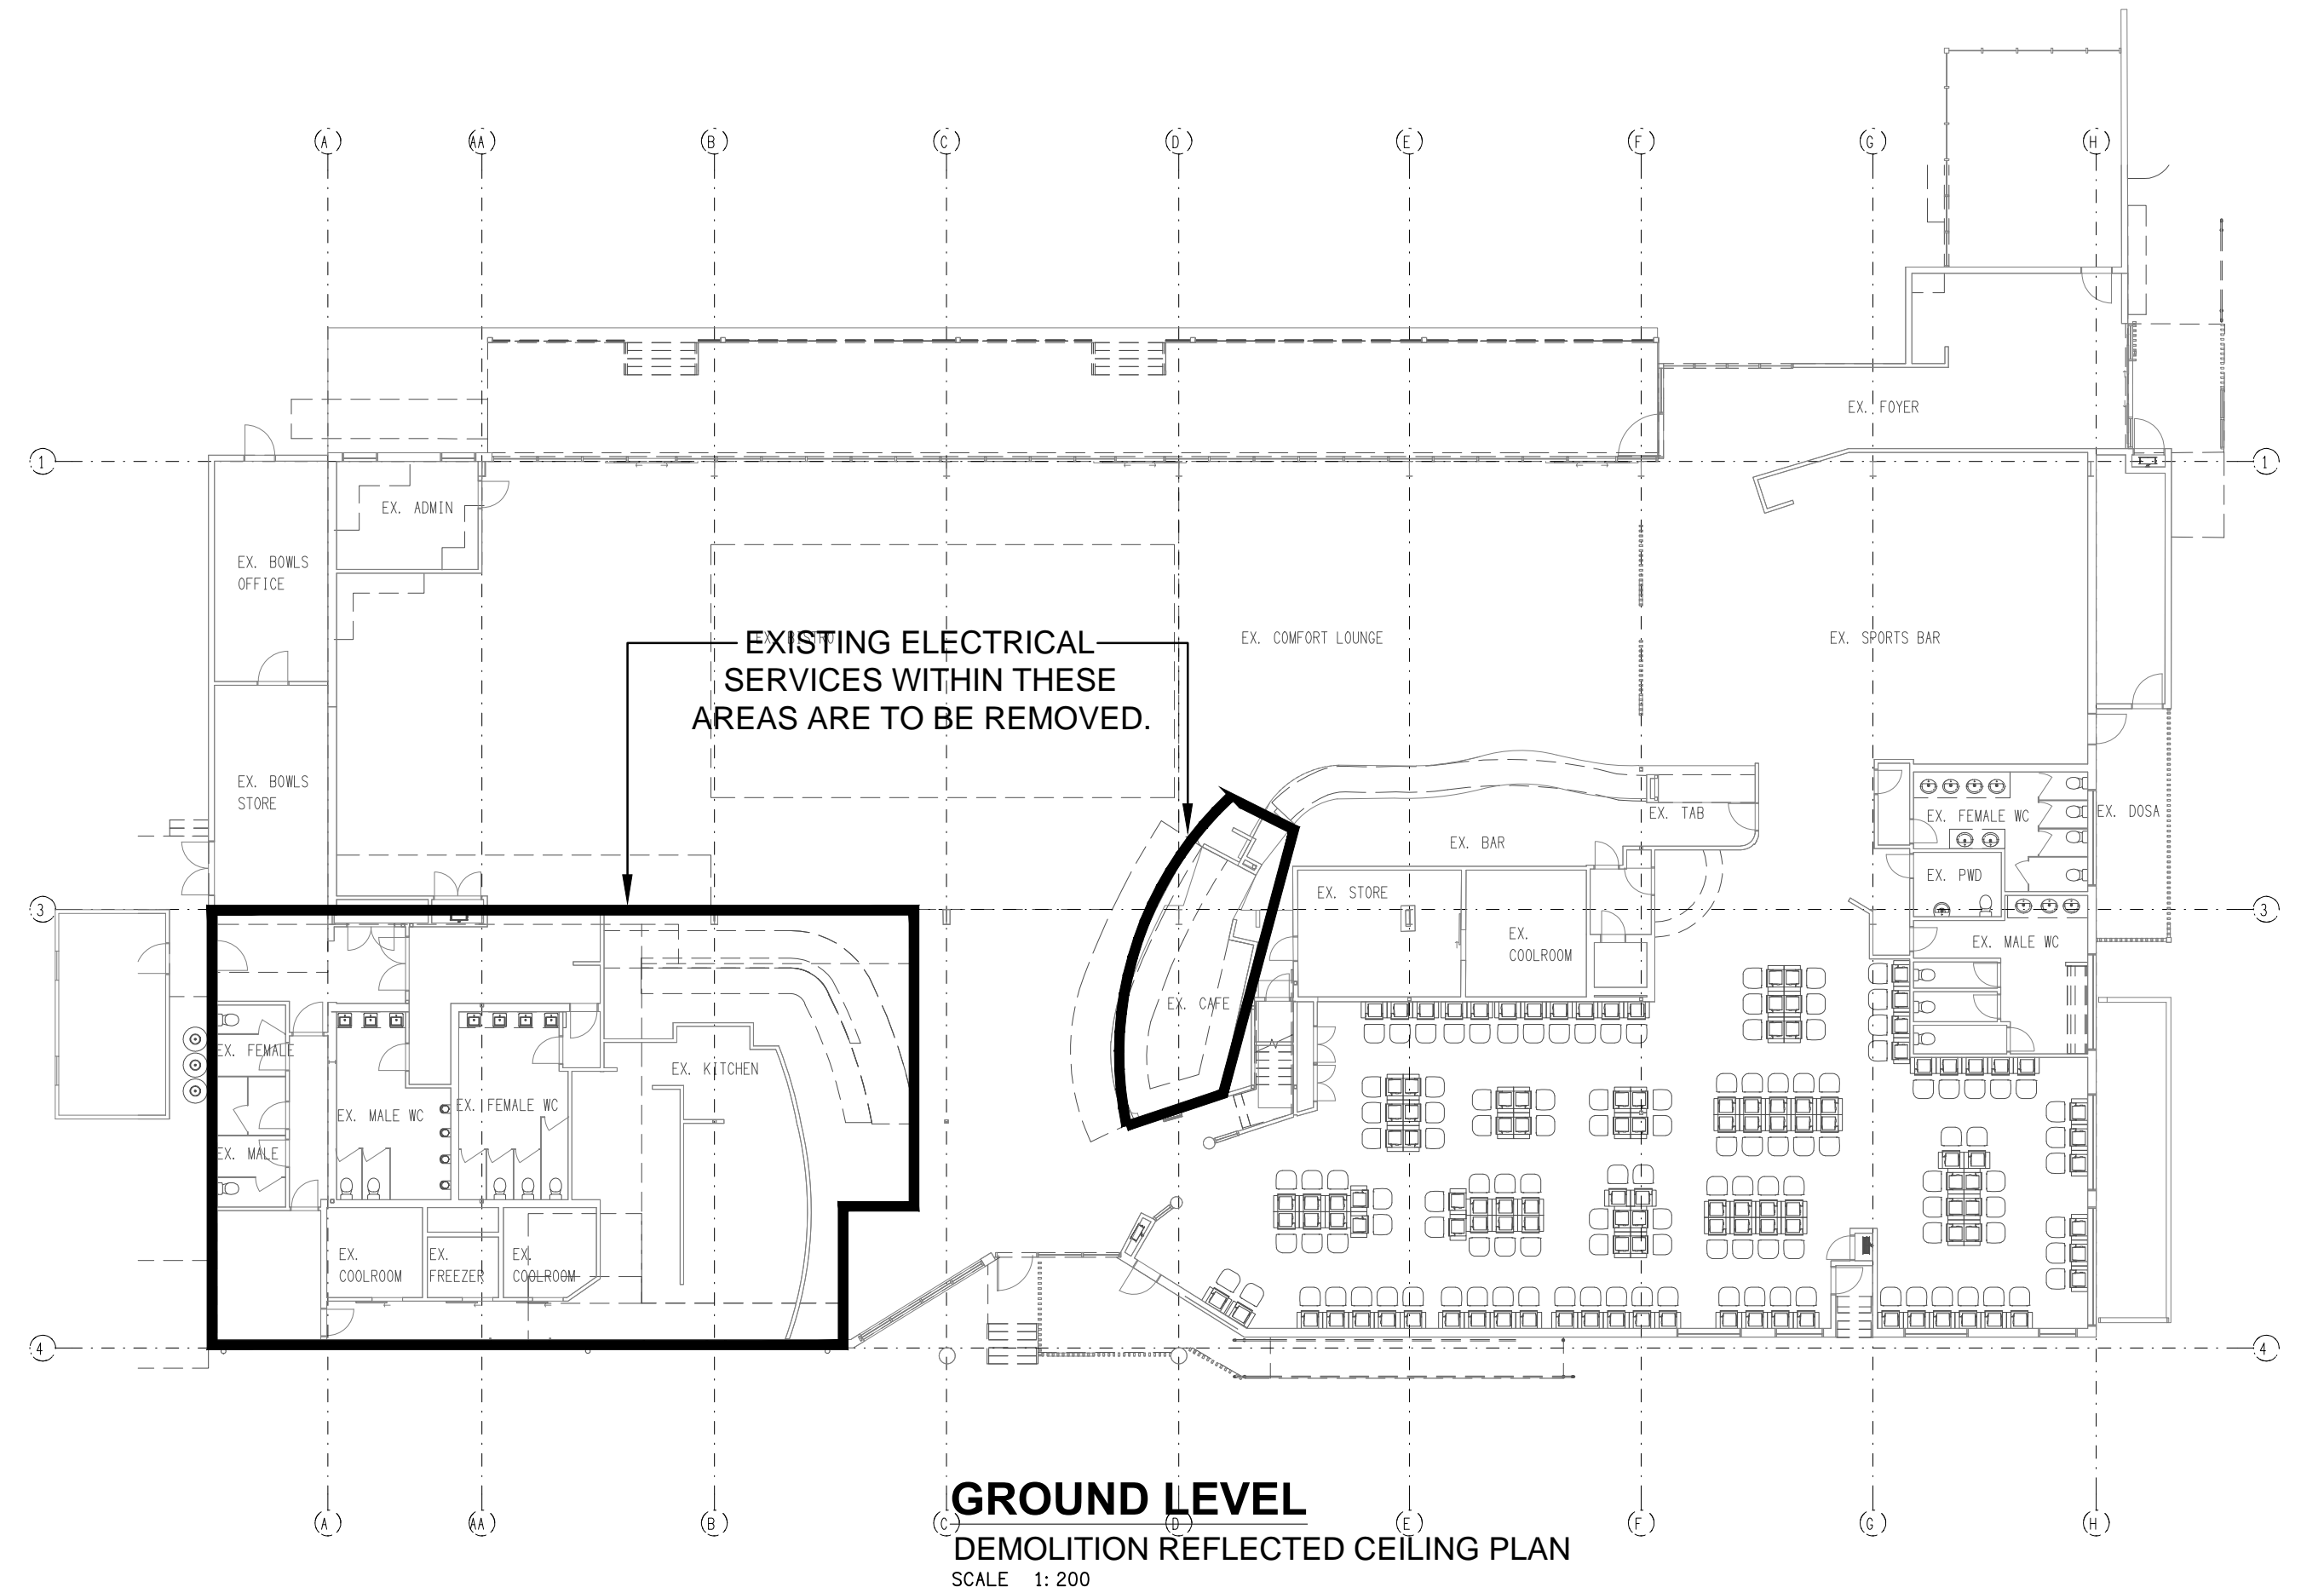 A AA B C D E F G H
EX. FOYER
1 1
EX. ADMIN
EX. BOWLS
OFFICE
EX. BISTRO
EX. COMFORT LOUNGE
EX. SPORTS BAR
EXISTING ELECTRICAL
SERVICES WITHIN THESE
AREAS ARE TO BE REMOVED.
EX. BOWLS
STORE
EX. TAB
EX. BAR
EX. FEMALE WC
EX. DOSA
EX. STORE
EX. PWD
3 3
EX.
COOLROOM
EX. MALE WC
EX. CAFE
EX. FEMALE
EX. KITCHEN
EX. MALE WC
EX. FEMALE WC
EX. MALE
EX.
COOLROOM
EX.
FREEZER
EX.
COOLROOM
4 4
A AA B C D E F G H
GROUND LEVEL
DEMOLITION REFLECTED CEILING PLAN
SCALE 1:200